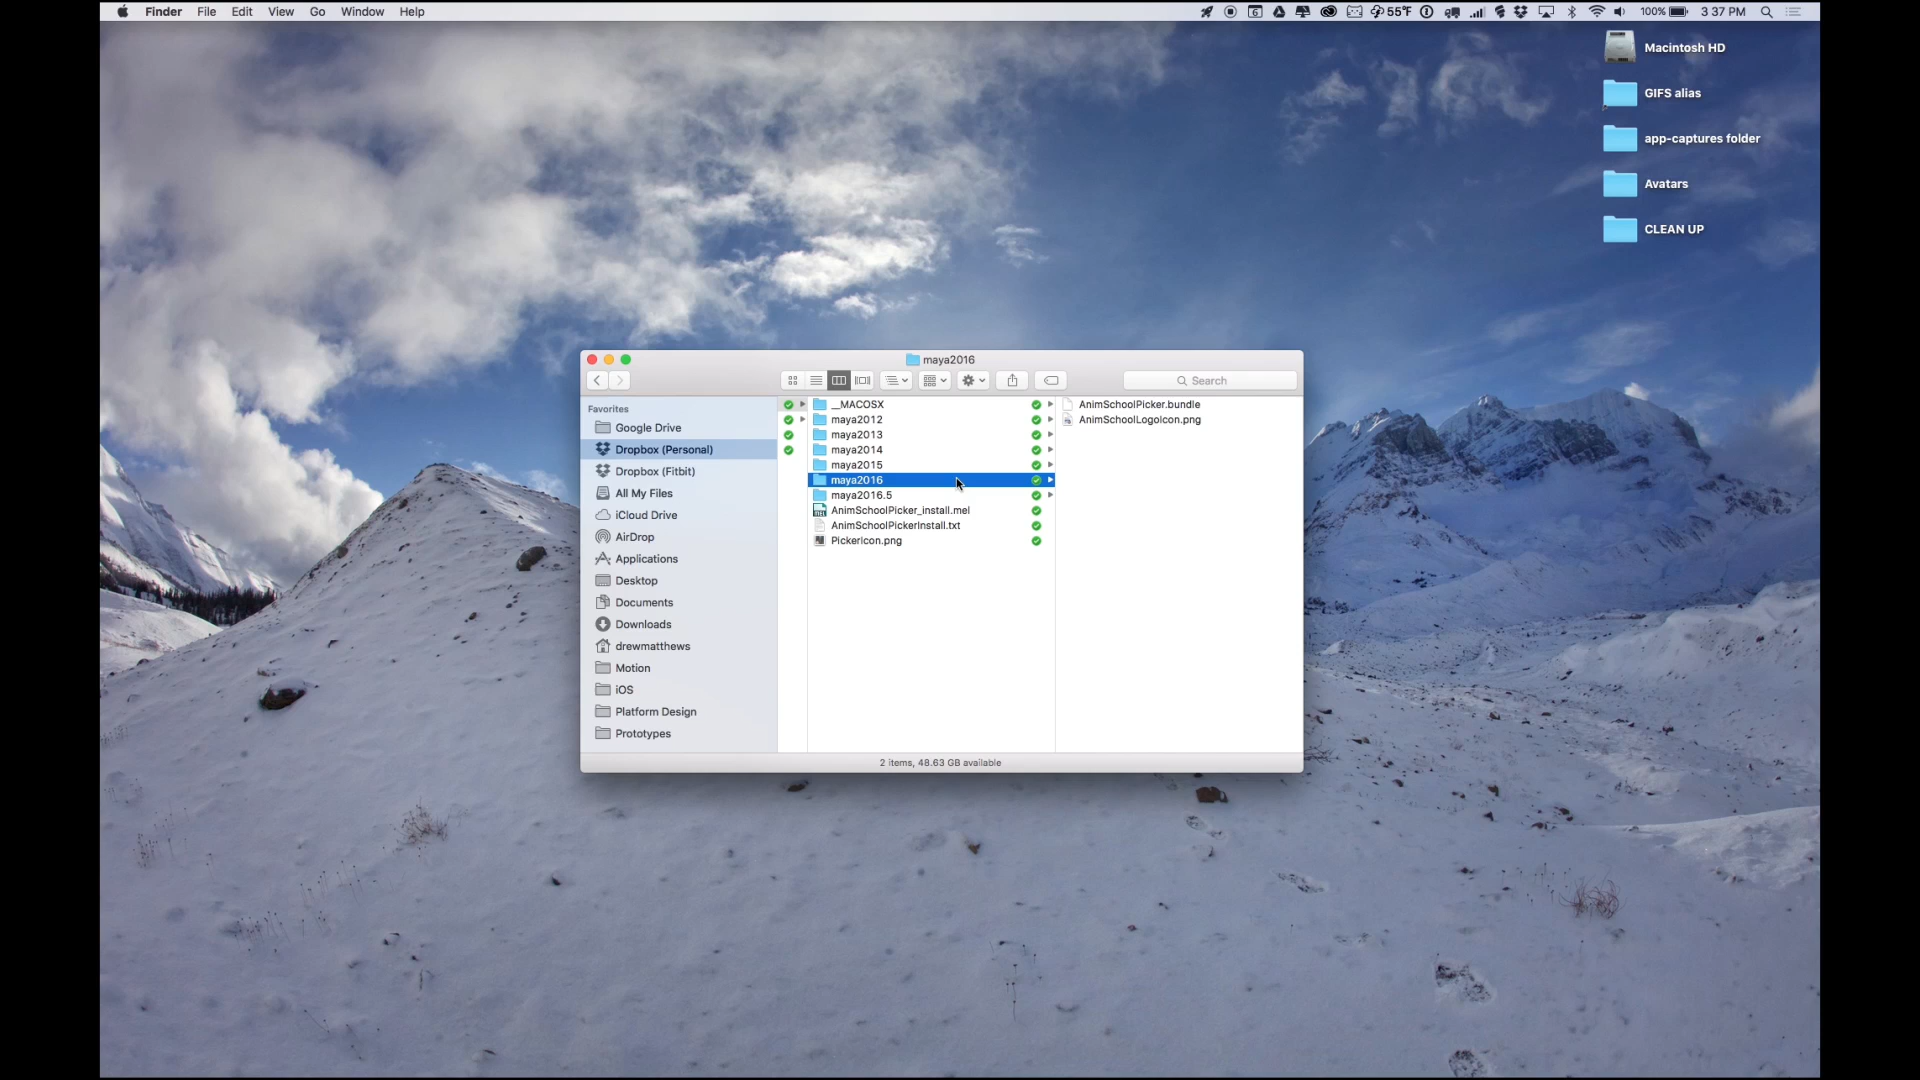 Finder File Edit View Go Window Help
6 55°F 100% 3 37 PM
Macintosh HD
GIFS alias
app-captures folder
Avatars
CLEAN UP
maya2016
Search
Favorites
Google Drive
Dropbox (Personal)
Dropbox (Fitbit)
All My Files
iCloud Drive
AirDrop
Applications
Desktop
Documents
Downloads
drewmatthews
Motion
iOS
Platform Design
Prototypes
__MACOSX
maya2012
maya2013
maya2014
maya2015
maya2016
maya2016.5
AnimSchoolPicker_install.mel
AnimSchoolPickerInstall.txt
PickerIcon.png
AnimSchoolPicker.bundle
AnimSchoolLogoIcon.png
2 items, 48.63 GB available